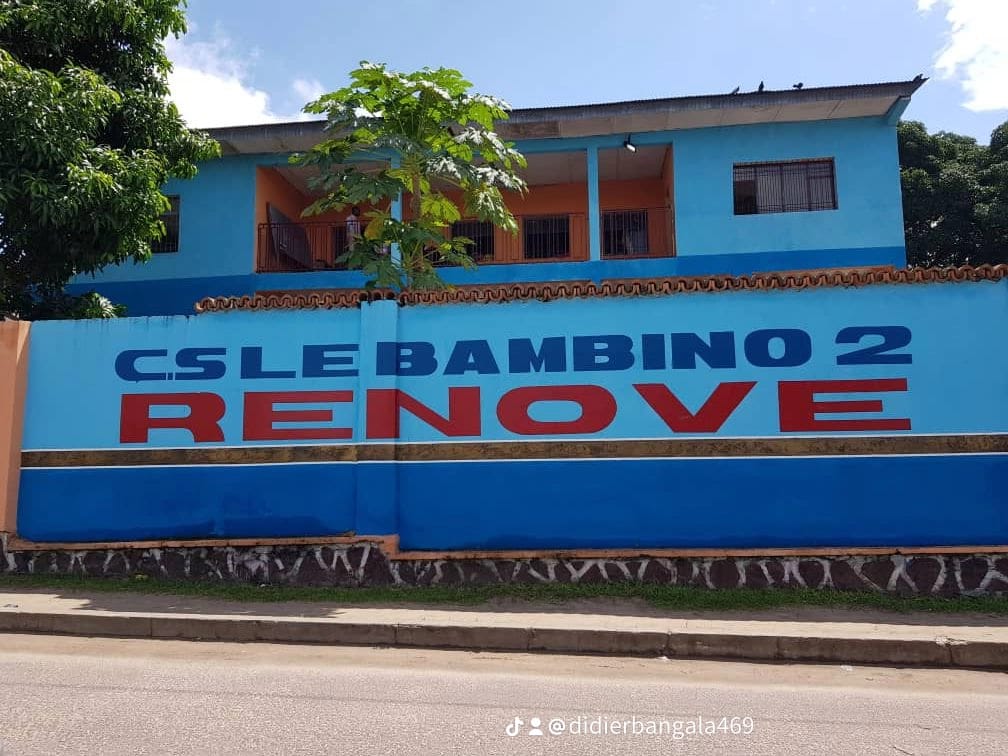 C.S LE BAMBINO 2
RENOVE
@didierbangala469